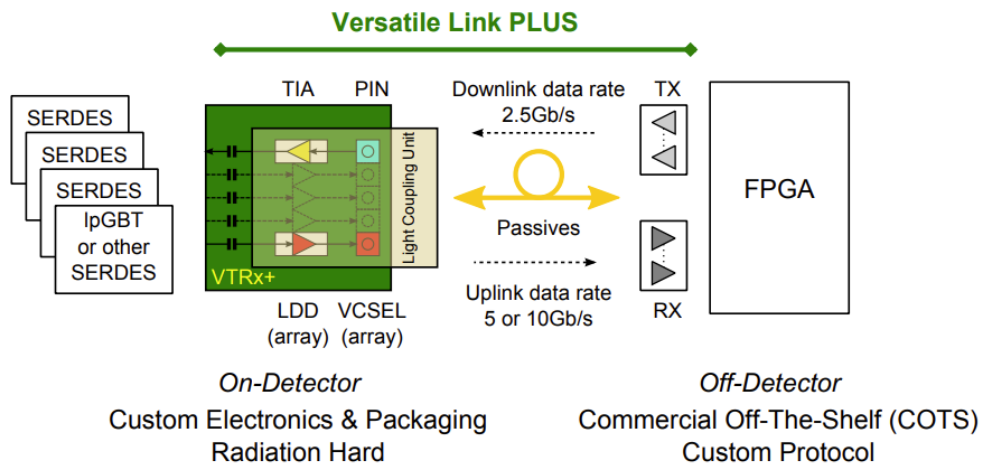 Versatile Link PLUS
SERDES
SERDES
SERDES
lpGBT
or other
SERDES
TIA
PIN
Light Coupling Unit
VTRx+
LDD
(array)
VCSEL
(array)
Downlink data rate
2.5Gb/s
Passives
Uplink data rate
5 or 10Gb/s
TX
RX
FPGA
On-Detector
Custom Electronics & Packaging
Radiation Hard
Off-Detector
Commercial Off-The-Shelf (COTS)
Custom Protocol